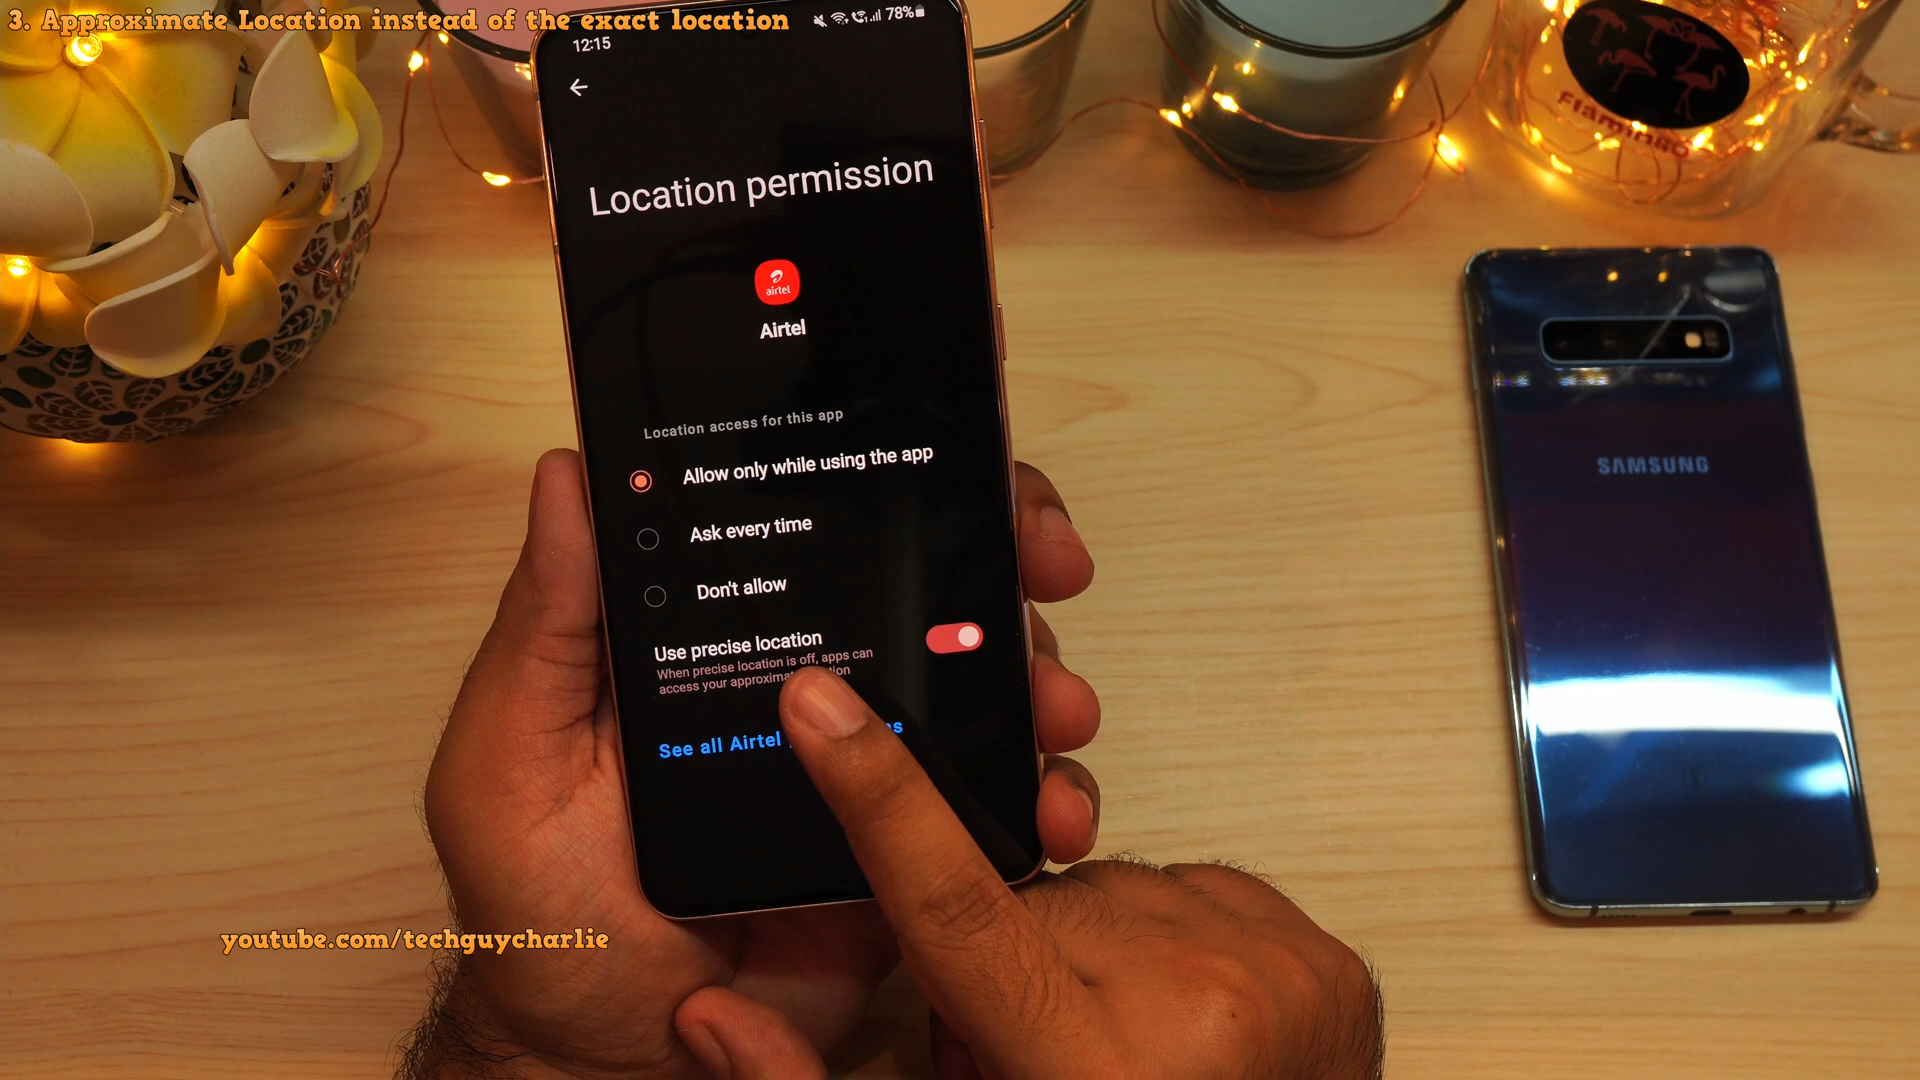 3. Approximate Location instead of the exact location
12:15
78%
Location permission
airtel
Airtel
Location access for this app
Allow only while using the app
Ask every time
Don't allow
Use precise location
When precise location is off, apps can
access your
See all Airtel
Flamingo
SAMSUNG
youtube.com/techguycharlie